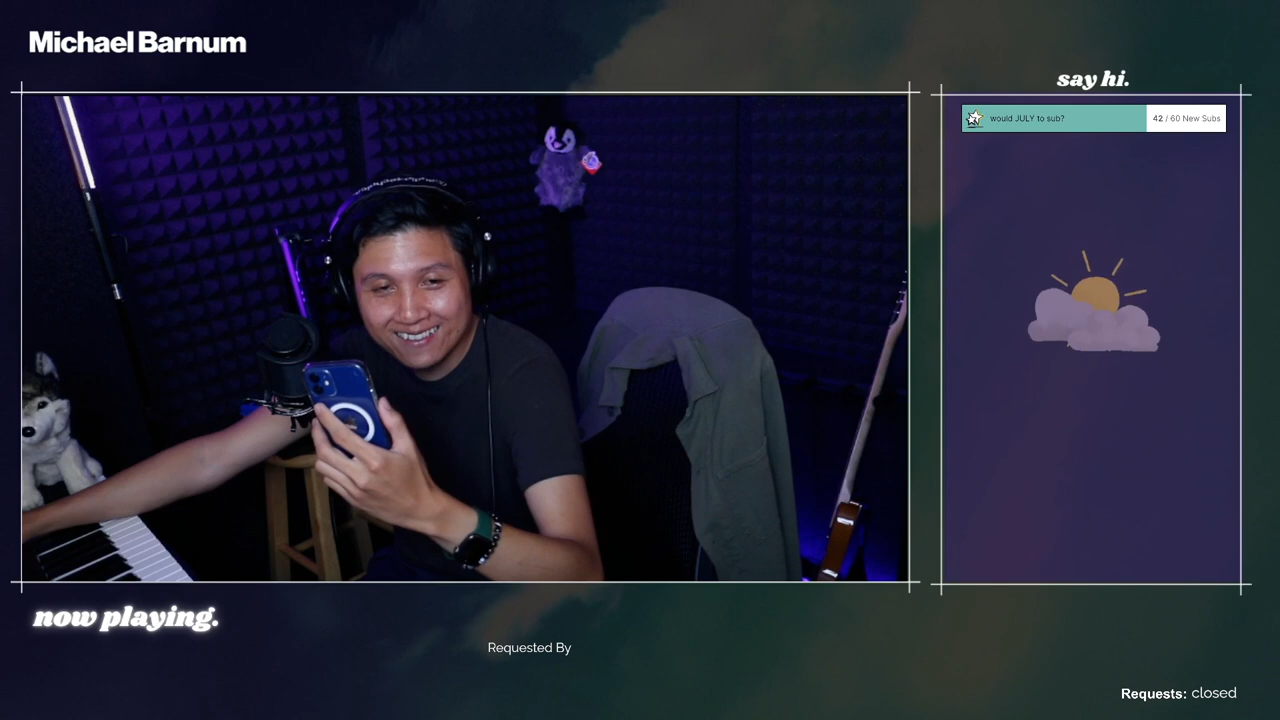 Michael Barnum
say hi.
would JULY to sub?
42 / 60 New Subs
now playing.
Requested By
Requests: closed